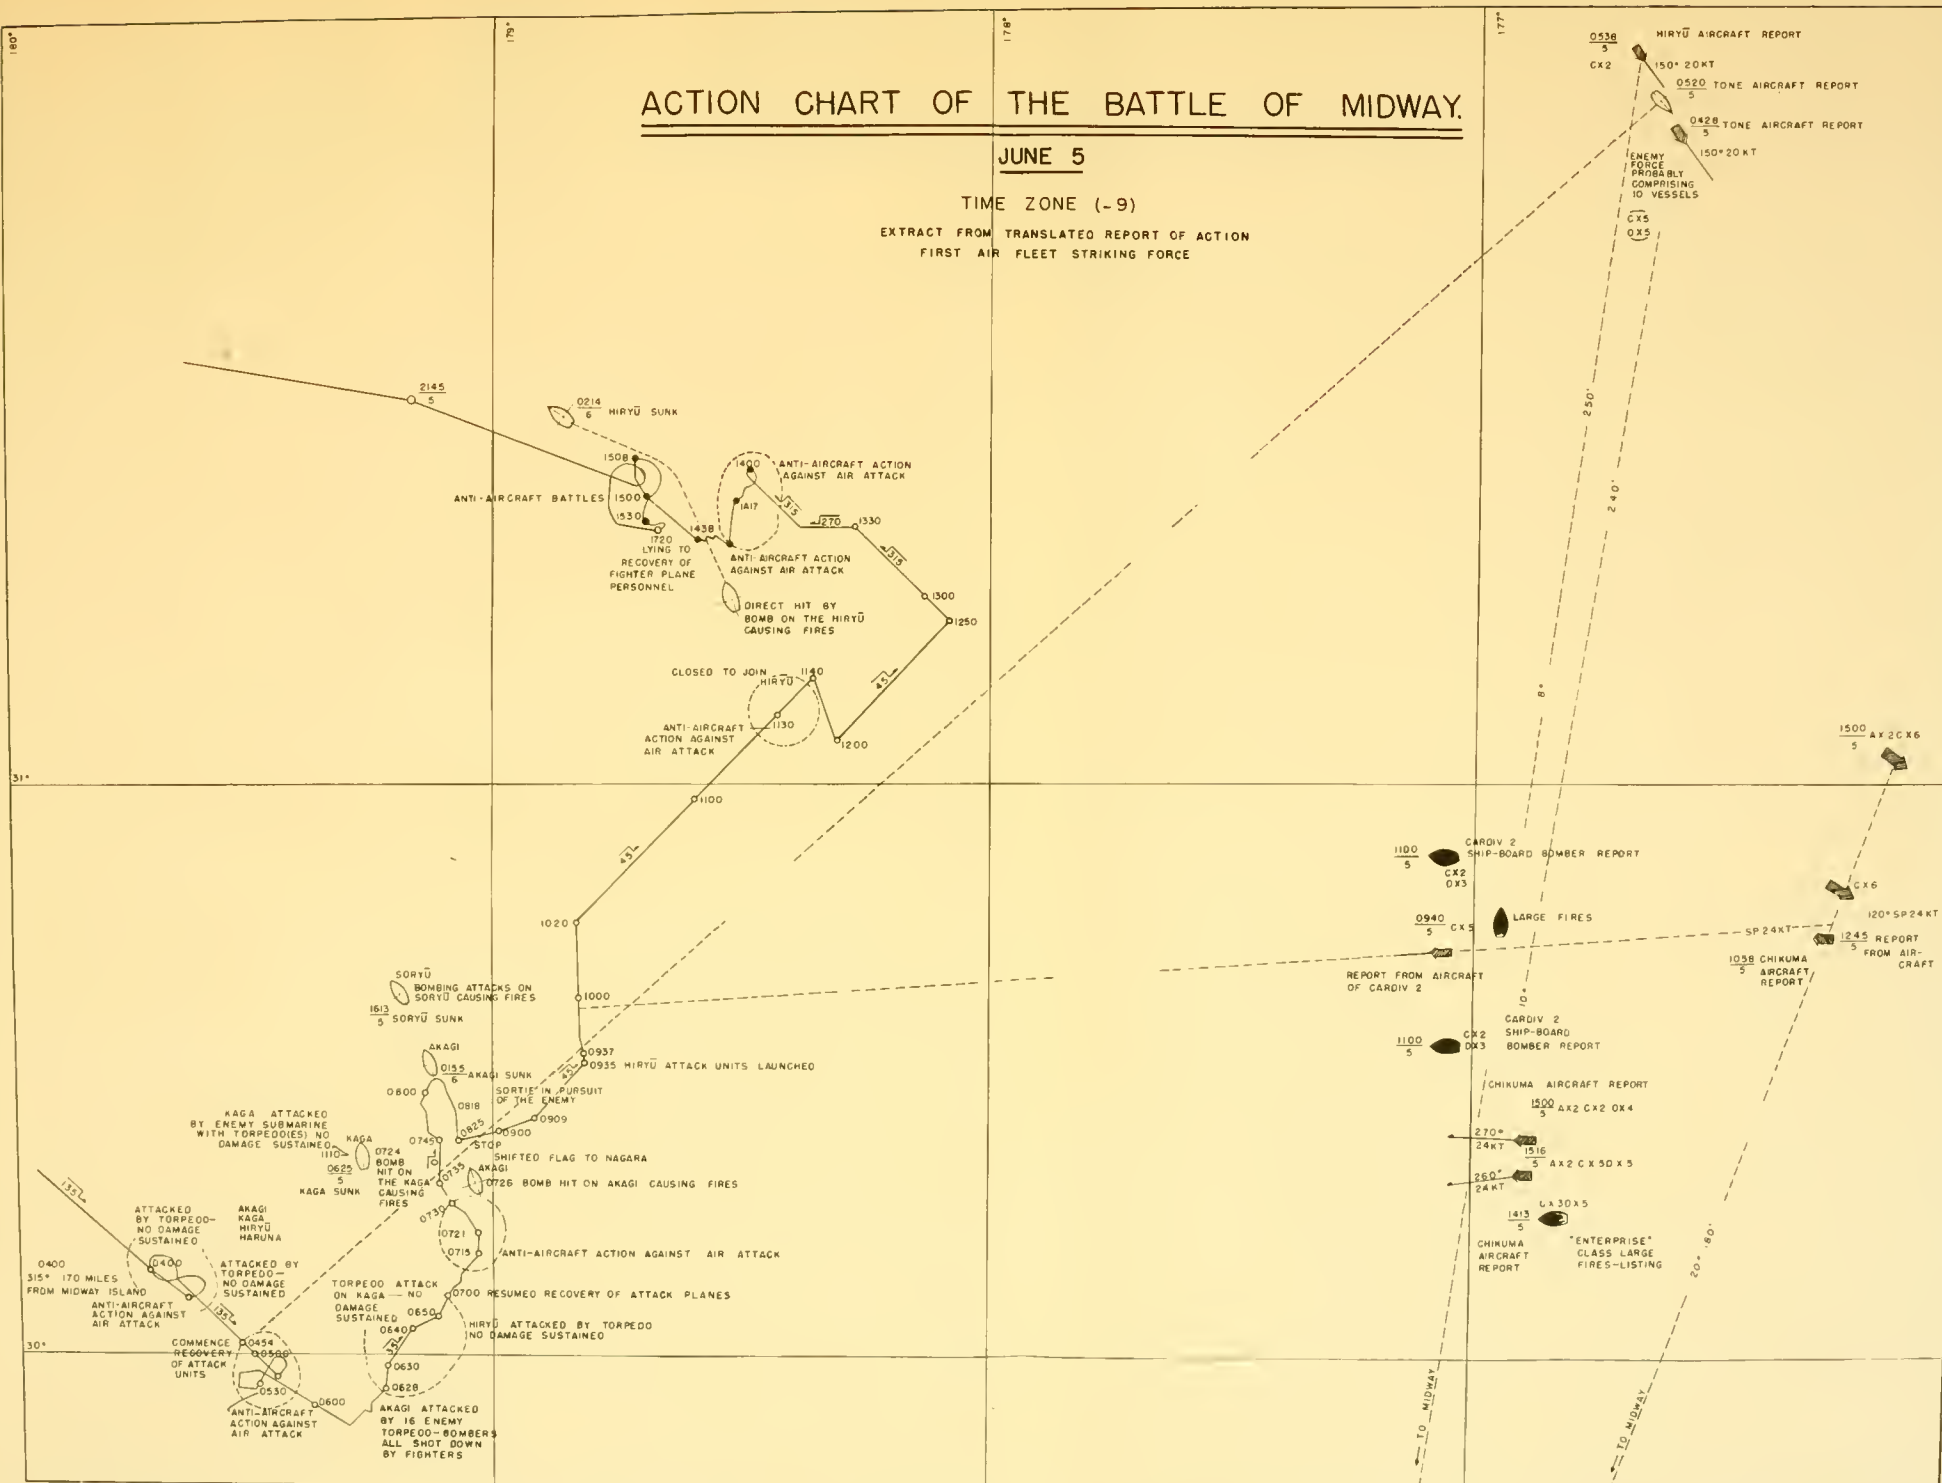 180°
179°
178°
177°
ACTION CHART OF THE BATTLE OF MIDWAY.
JUNE 5
TIME ZONE (-9)
EXTRACT FROM TRANSLATED REPORT OF ACTION
FIRST AIR FLEET STRIKING FORCE
0538
5
CX2
HIRYŪ AIRCRAFT REPORT
150° 20KT
0520
5
TONE AIRCRAFT REPORT
0428
5
TONE AIRCRAFT REPORT
150° 20KT
ENEMY
FORCE
PROBABLY
COMPRISING
10 VESSELS
CX5
DX5
250'
240'
8°
10°
2145
5
0214
6
HIRYŪ SUNK
1508
ANTI-AIRCRAFT BATTLES
1500
1530
1720
LYING TO
RECOVERY OF
FIGHTER PLANE
PERSONNEL
1438
1400
ANTI-AIRCRAFT ACTION
AGAINST AIR ATTACK
1417
315
270
1330
ANTI-AIRCRAFT ACTION
AGAINST AIR ATTACK
315
1300
1250
DIRECT HIT BY
BOMB ON THE HIRYŪ
CAUSING FIRES
CLOSED TO JOIN
HIRYŪ
1140
45
1130
ANTI-AIRCRAFT
ACTION AGAINST
AIR ATTACK
1200
31°
1100
45
1020
1000
SORYŪ
BOMBING ATTACKS ON
SORYŪ CAUSING FIRES
1613
5
SORYŪ SUNK
0937
0935 HIRYŪ ATTACK UNITS LAUNCHED
45
AKAGI
0155
6
AKAGI SUNK
SORTIE IN PURSUIT
OF THE ENEMY
0800
0818
0825
0909
0900
STOP
0745
KAGA ATTACKED
BY ENEMY SUBMARINE
WITH TORPEDO(ES) NO
DAMAGE SUSTAINED
1110
KAGA
0625
5
KAGA SUNK
0724
BOMB
HIT ON
THE KAGA
CAUSING
FIRES
0
0735
SHIFTED FLAG TO NAGARA
AKAGI
0726 BOMB HIT ON AKAGI CAUSING FIRES
0730
0721
0715
ANTI-AIRCRAFT ACTION AGAINST AIR ATTACK
135
ATTACKED
BY TORPEDO-
NO DAMAGE
SUSTAINED
AKAGI
KAGA
HIRYŪ
HARUNA
0400
0400
315° 170 MILES
FROM MIDWAY ISLAND
ATTACKED BY
TORPEDO-
NO DAMAGE
SUSTAINED
ANTI-AIRCRAFT
ACTION AGAINST
AIR ATTACK
135
TORPEDO ATTACK
ON KAGA — NO
DAMAGE
SUSTAINED
0700 RESUMED RECOVERY OF ATTACK PLANES
0650
0640
HIRYŪ ATTACKED BY TORPEDO
NO DAMAGE SUSTAINED
COMMENCE
RECOVERY
OF ATTACK
UNITS
0454
0500
30°
35
0630
0628
0530
0600
ANTI-AIRCRAFT
ACTION AGAINST
AIR ATTACK
AKAGI ATTACKED
BY 16 ENEMY
TORPEDO-BOMBERS
ALL SHOT DOWN
BY FIGHTERS
1500
5
AX2CX6
1100
5
CARDIV 2
SHIP-BOARD BOMBER REPORT
CX2
DX3
CX6
120° SP24KT
0940
5
CX5
LARGE FIRES
SP24KT
REPORT FROM AIRCRAFT
OF CARDIV 2
1245
5
REPORT
FROM AIR-
CRAFT
1058
5
CHIKUMA
AIRCRAFT
REPORT
1100
5
CX2
DX3
CARDIV 2
SHIP-BOARD
BOMBER REPORT
CHIKUMA AIRCRAFT REPORT
1500
5
AX2 CX2 DX4
270°
24KT
1516
5
AX2 CX5DX5
260°
24KT
CX3DX5
1413
5
CHIKUMA
AIRCRAFT
REPORT
"ENTERPRISE"
CLASS LARGE
FIRES-LISTING
20° 180'
TO MIDWAY
TO MIDWAY